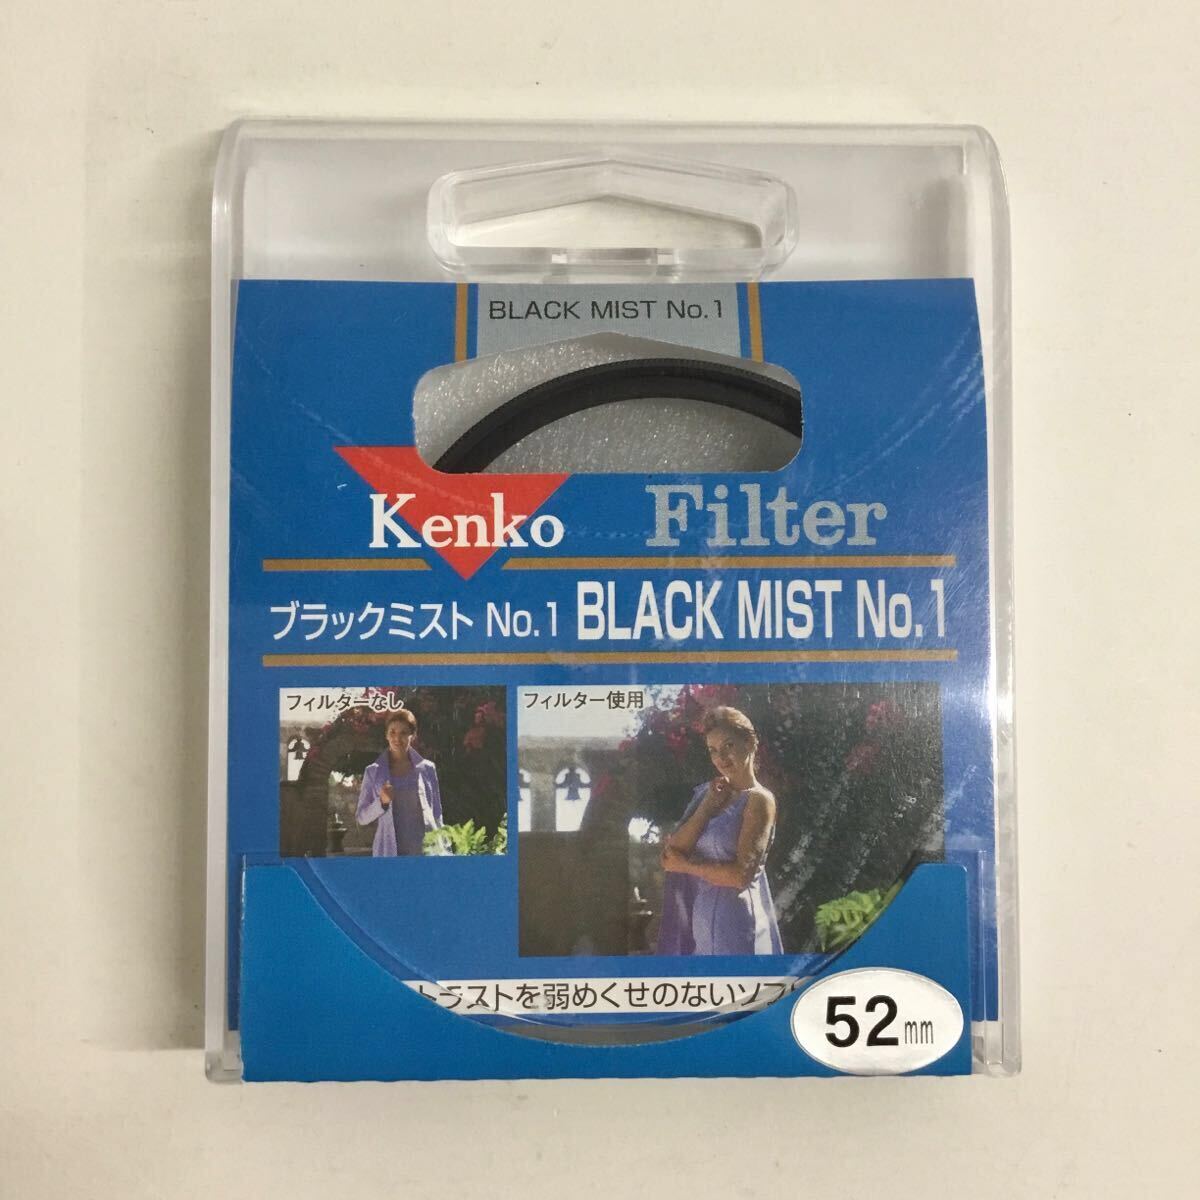 BLACK MIST No.1
Kenko Filter
ブラックミスト No.1 BLACK MIST No.1
フィルターなし
フィルター使用
トラストを弱めくせのないソフ
52mm